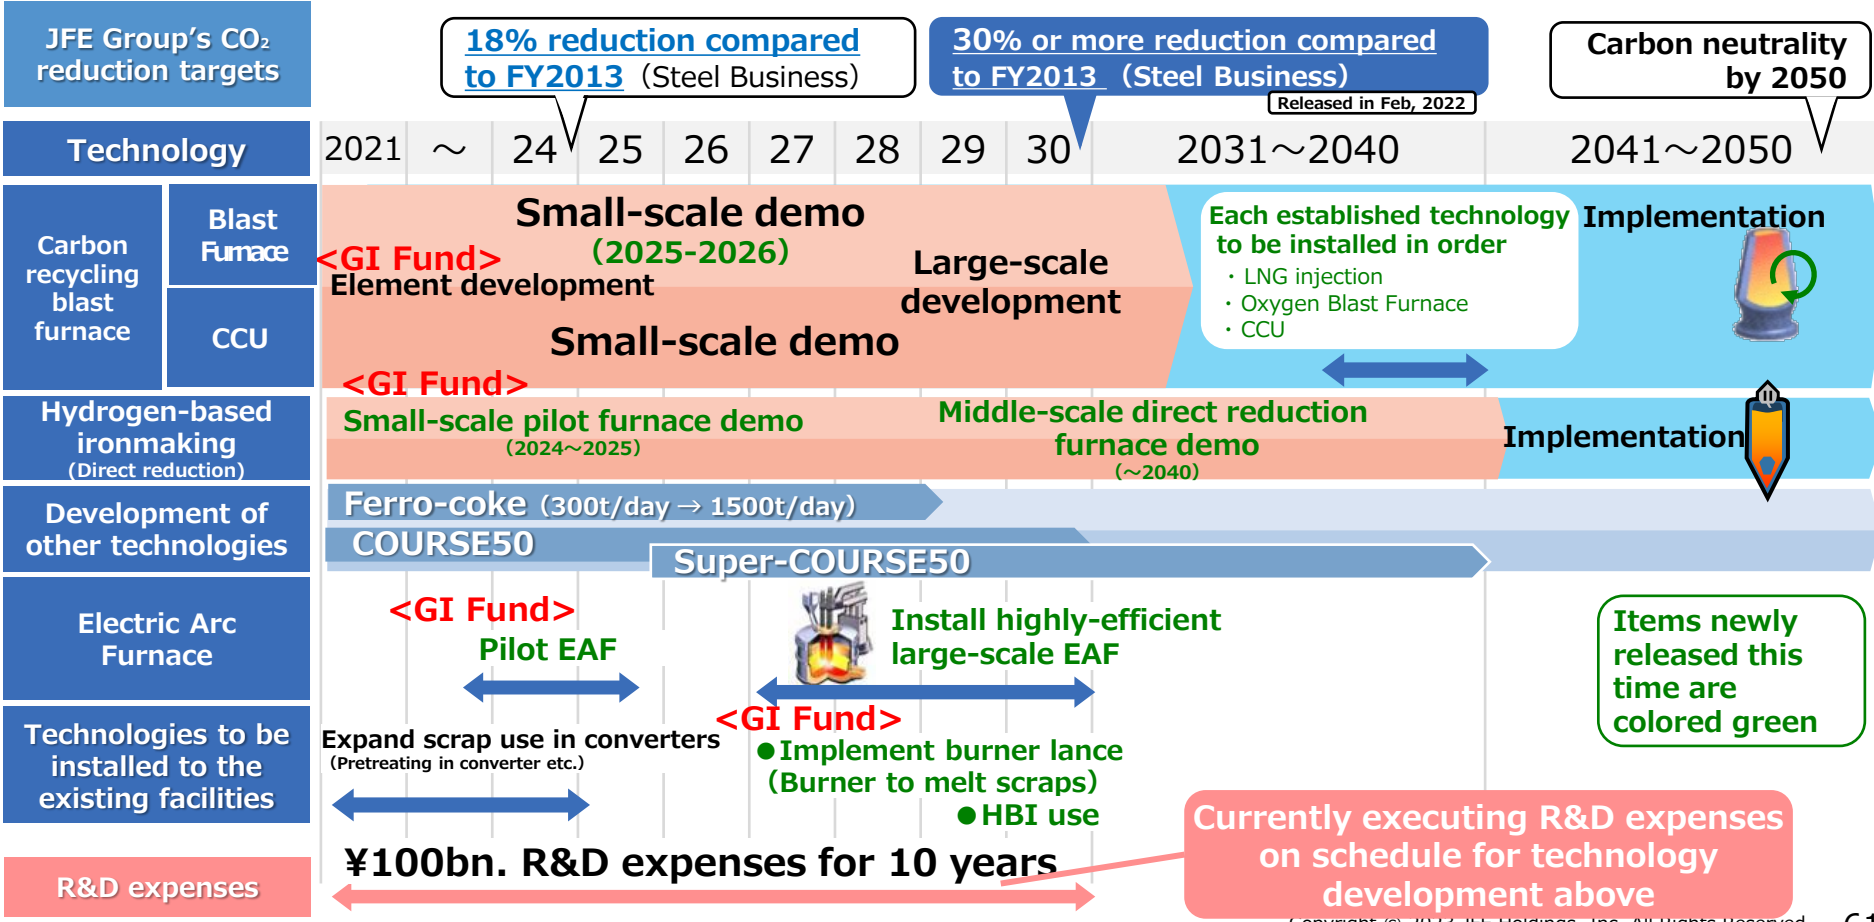 JFE Group's CO₂
reduction targets
18% reduction compared
to FY2013（Steel Business）
30% or more reduction compared
to FY2013（Steel Business）
Released in Feb, 2022
Carbon neutrality
by 2050
Technology
2021 ～ 24 25 26 27 28 29 30 2031～2040 2041～2050
Carbon
recycling
blast
furnace
Blast
Furnace
CCU
Small-scale demo
（2025-2026）
<GI Fund>
Element development
Large-scale
development
Small-scale demo
<GI Fund>
Each established technology
to be installed in order
・LNG injection
・Oxygen Blast Furnace
・CCU
Implementation
Hydrogen-based
ironmaking
(Direct reduction)
Small-scale pilot furnace demo
（2024～2025）
Middle-scale direct reduction
furnace demo
（～2040）
Implementation
Development of
other technologies
Ferro-coke（300t/day → 1500t/day）
COURSE50
Super-COURSE50
Electric Arc
Furnace
<GI Fund>
Pilot EAF
Install highly-efficient
large-scale EAF
Items newly
released this
time are
colored green
Technologies to be
installed to the
existing facilities
Expand scrap use in converters
（Pretreating in converter etc.）
<GI Fund>
●Implement burner lance
（Burner to melt scraps）
●HBI use
R&D expenses
¥100bn. R&D expenses for 10 years
Currently executing R&D expenses
on schedule for technology
development above